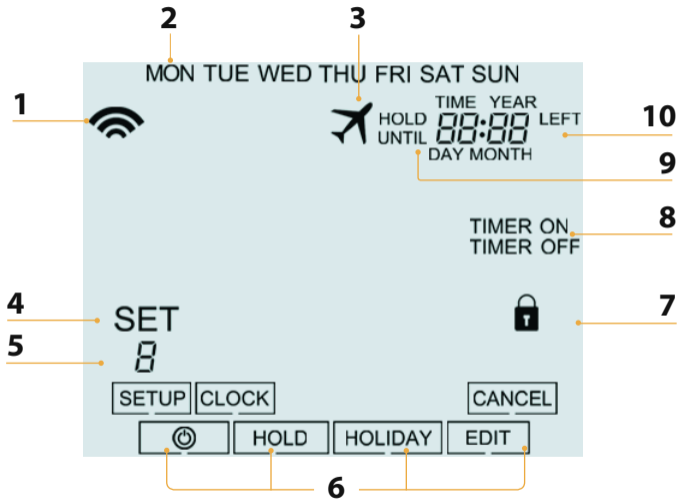 2 3
MON TUE WED THU FRI SAT SUN
1
TIME YEAR
HOLD 88:88 LEFT 10
UNTIL
DAY MONTH
9
TIMER ON 8
TIMER OFF
4 SET 7
5 8
SETUP CLOCK CANCEL
HOLD HOLIDAY EDIT
6